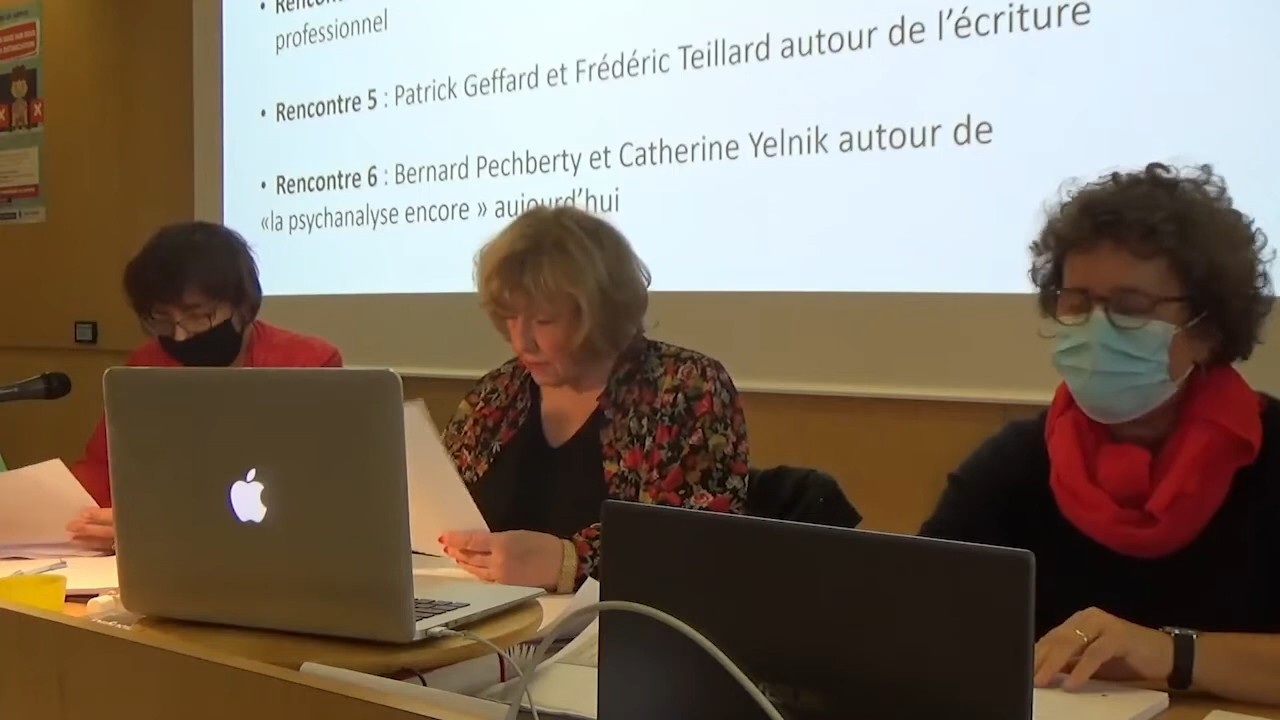 • Rencontre
professionnel
• Rencontre 5 : Patrick Geffard et Frédéric Teillard autour de l’écriture
• Rencontre 6 : Bernard Pechberty et Catherine Yelnik autour de
«la psychanalyse encore » aujourd’hui